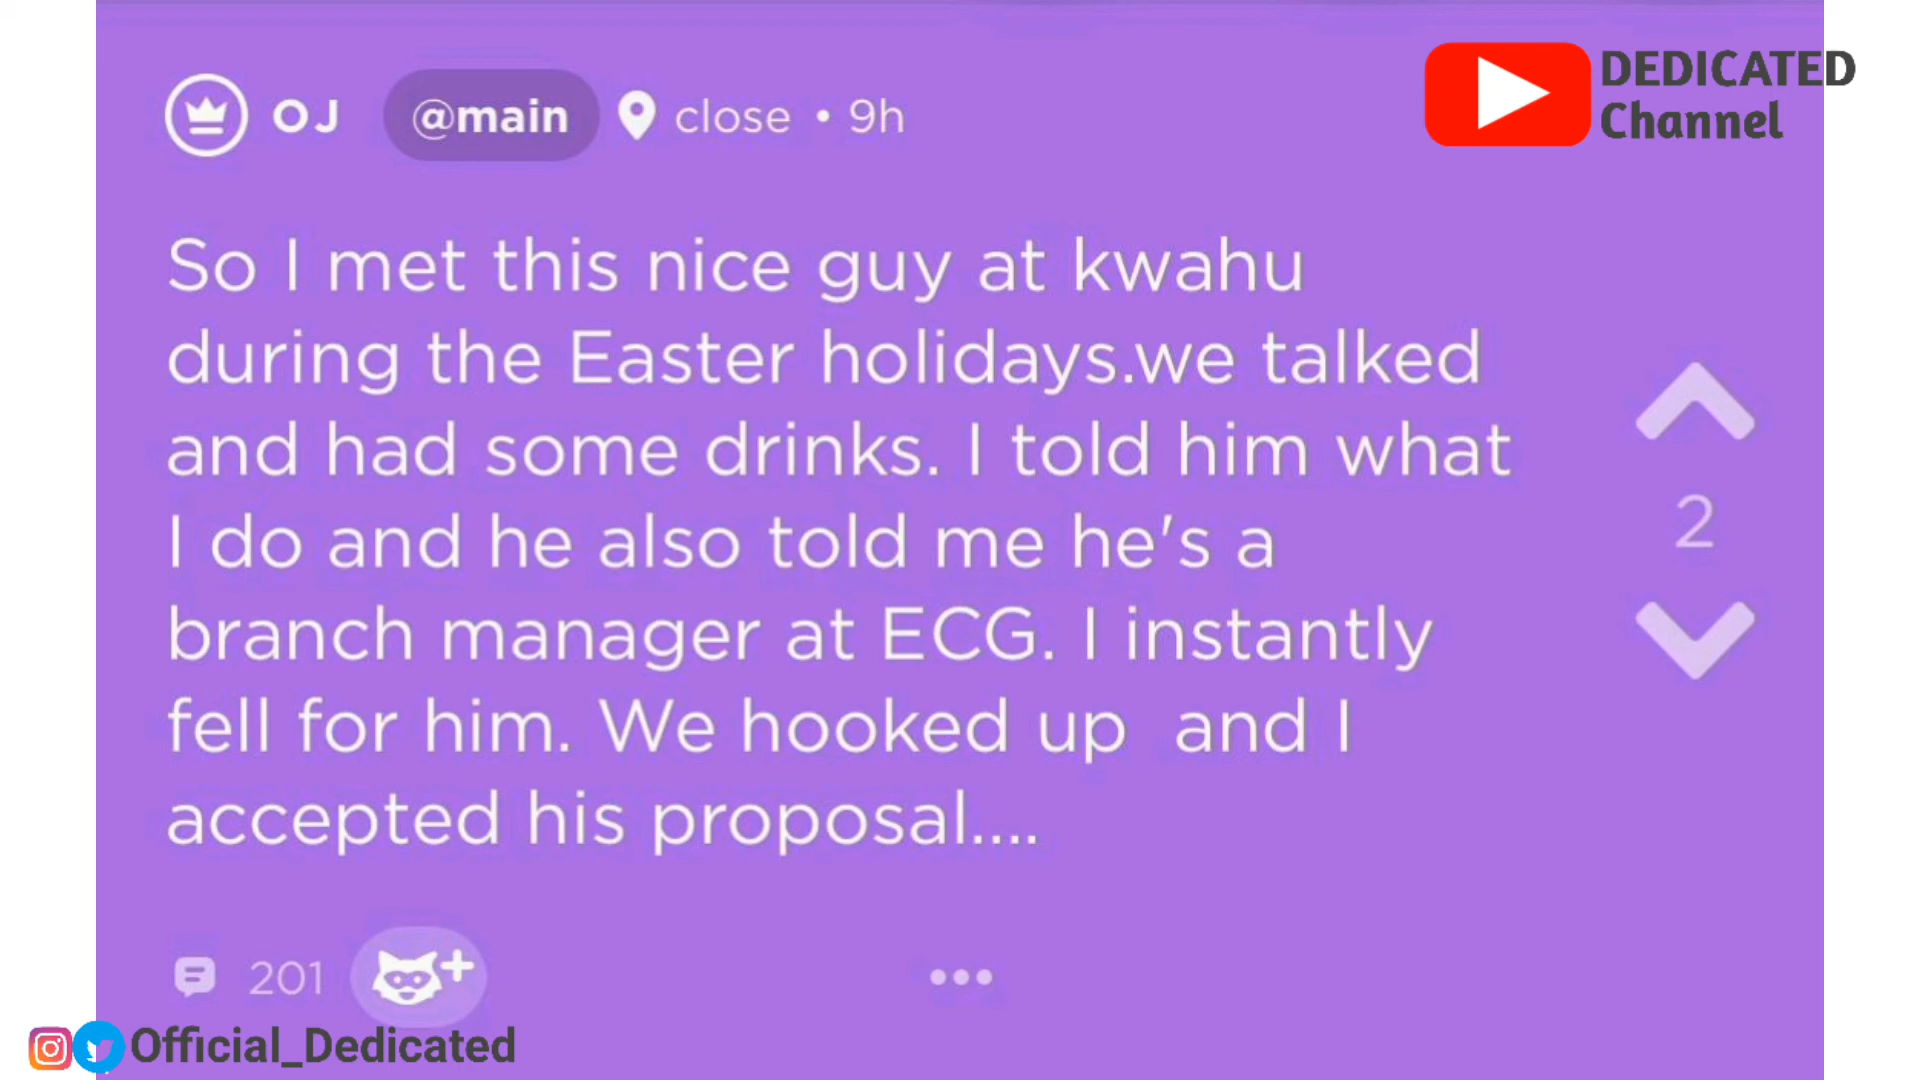 OJ @main close • 9h
DEDICATED
Channel
So I met this nice guy at kwahu
during the Easter holidays.we talked
and had some drinks. I told him what
I do and he also told me he's a
branch manager at ECG. I instantly
fell for him. We hooked up  and I
accepted his proposal....
2
201
Official_Dedicated